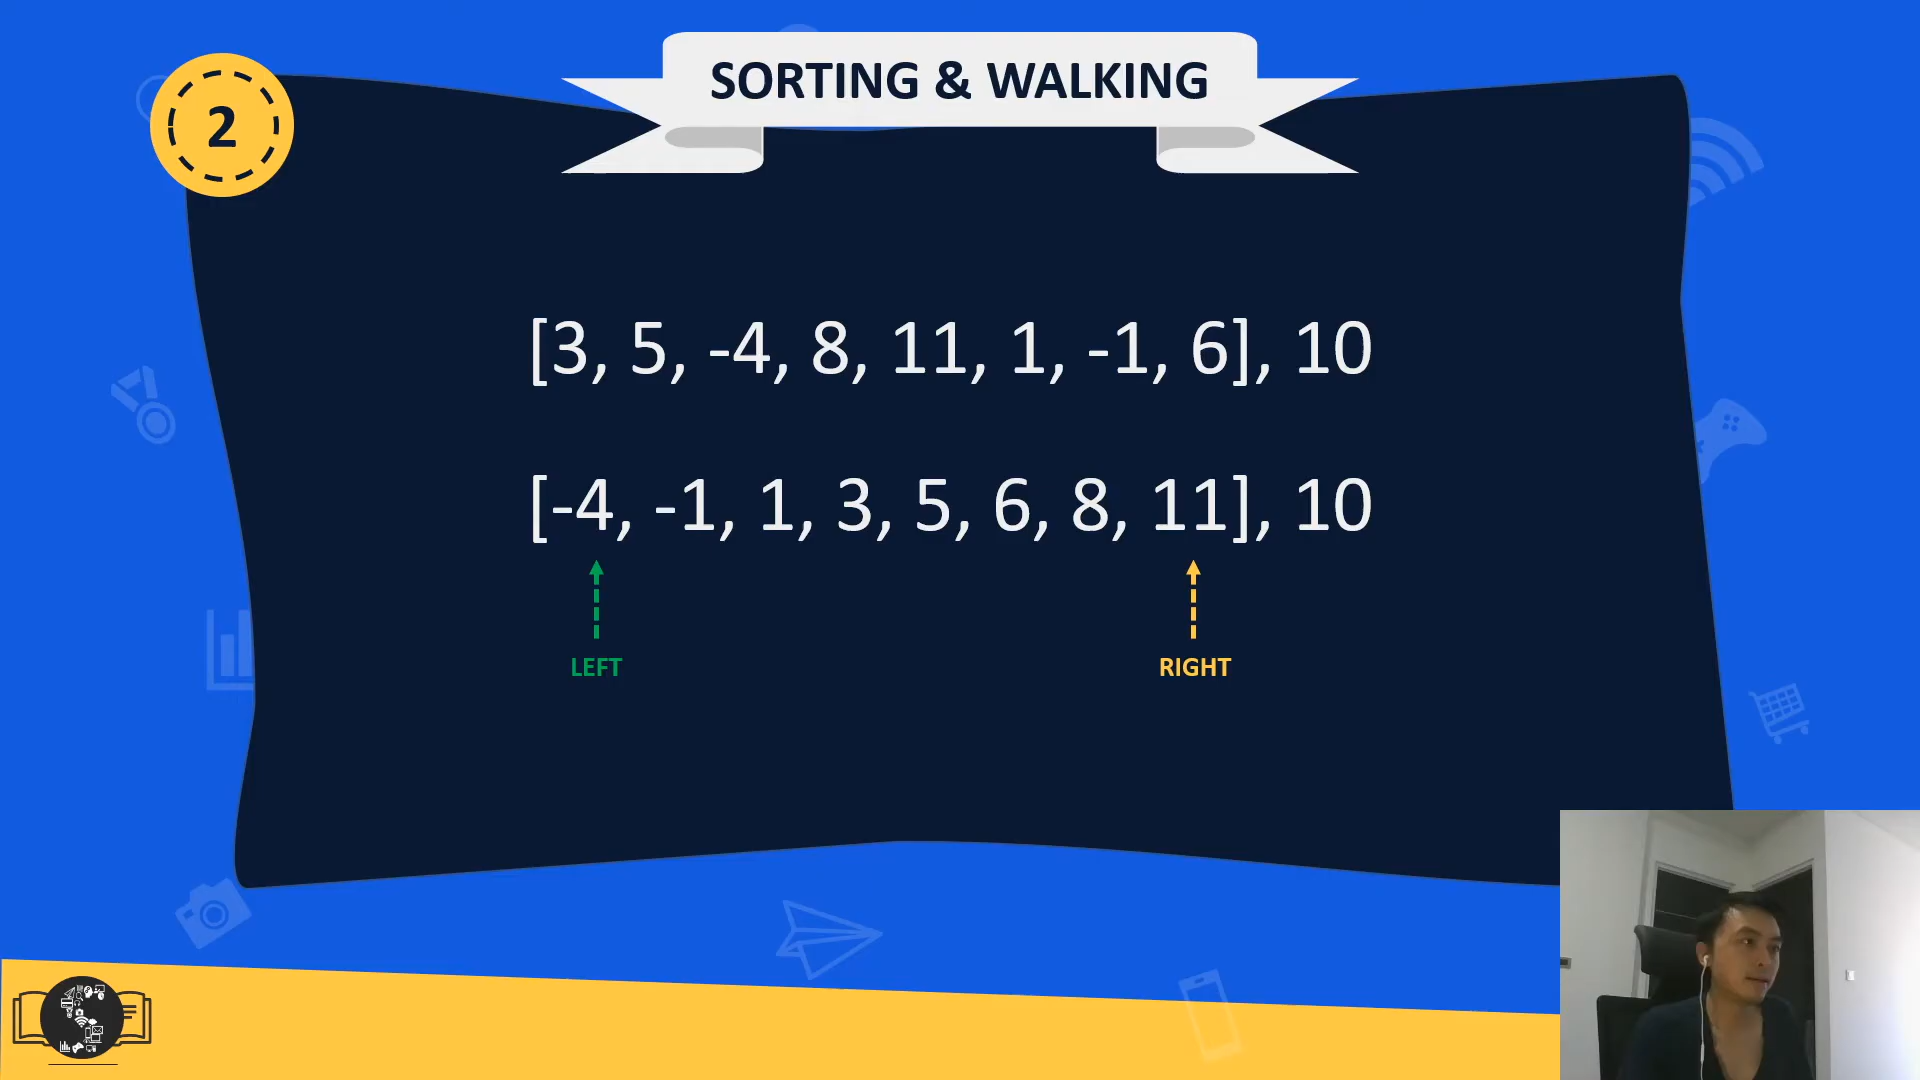 2
SORTING & WALKING
[3, 5, -4, 8, 11, 1, -1, 6], 10
[-4, -1, 1, 3, 5, 6, 8, 11], 10
LEFT
RIGHT